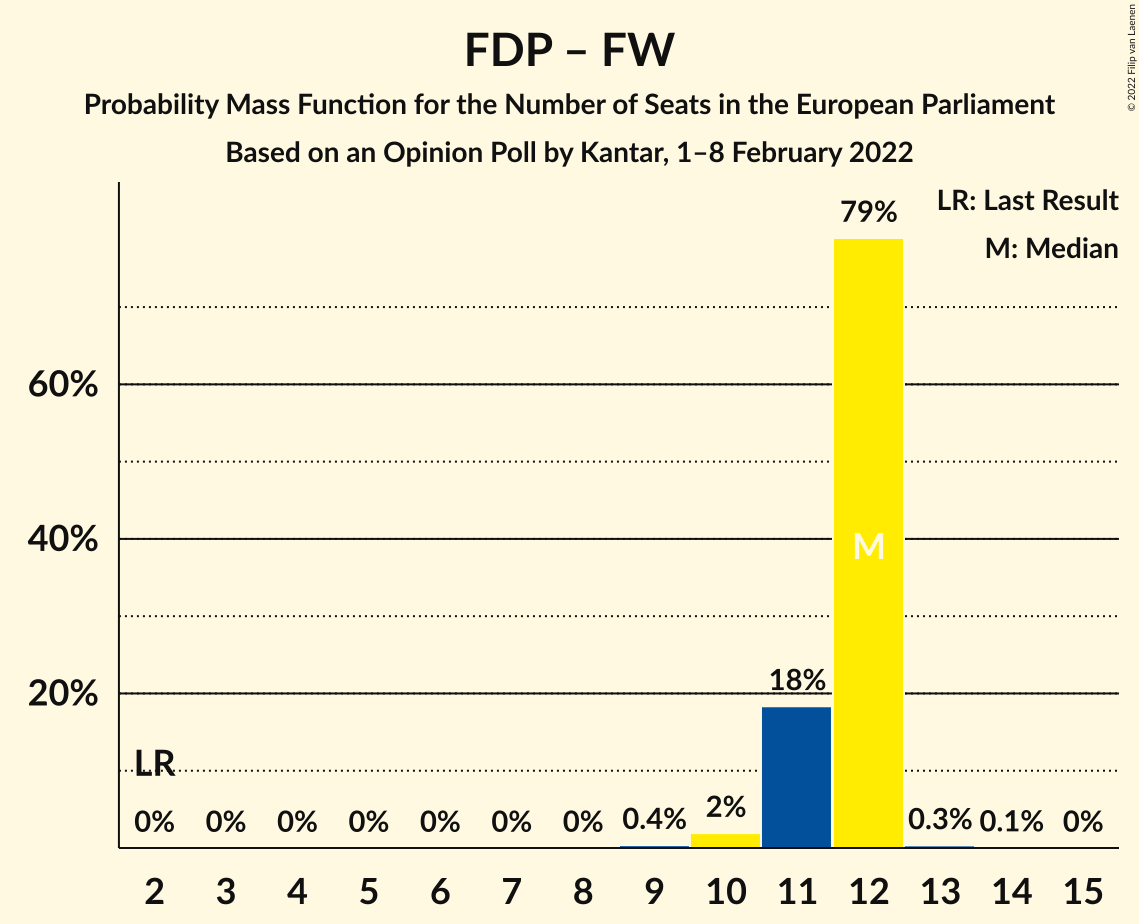 FDP – FW
Probability Mass Function for the Number of Seats in the European Parliament
Based on an Opinion Poll by Kantar, 1–8 February 2022
© 2022 Filip van Laenen
LR: Last Result
M: Median
79%
60%
40%
M
20%
18%
LR
0% 0% 0% 0% 0% 0% 0% 0.4% 2% 0.3% 0.1% 0%
2 3 4 5 6 7 8 9 10 11 12 13 14 15